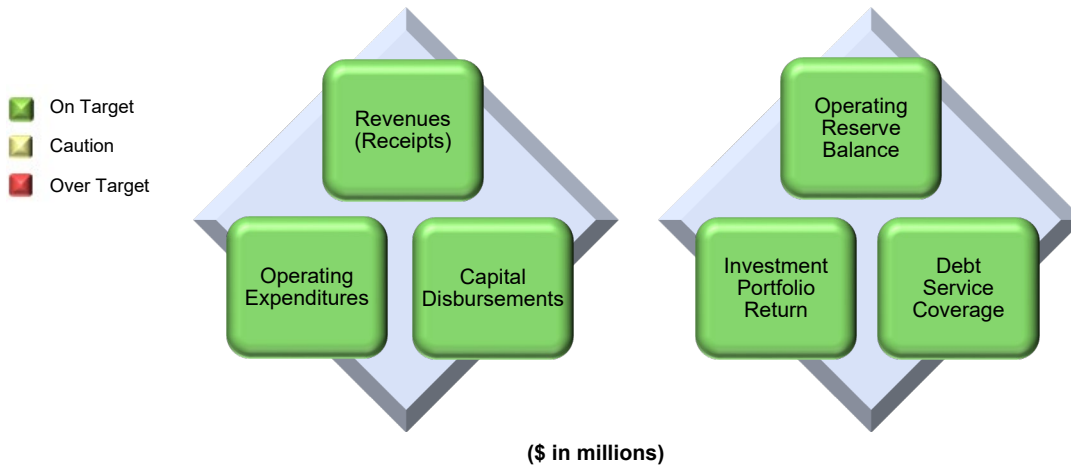 On Target
Caution
Over Target
Revenues
(Receipts)
Operating
Expenditures
Capital
Disbursements
Operating
Reserve
Balance
Investment
Portfolio
Return
Debt
Service
Coverage
($ in millions)